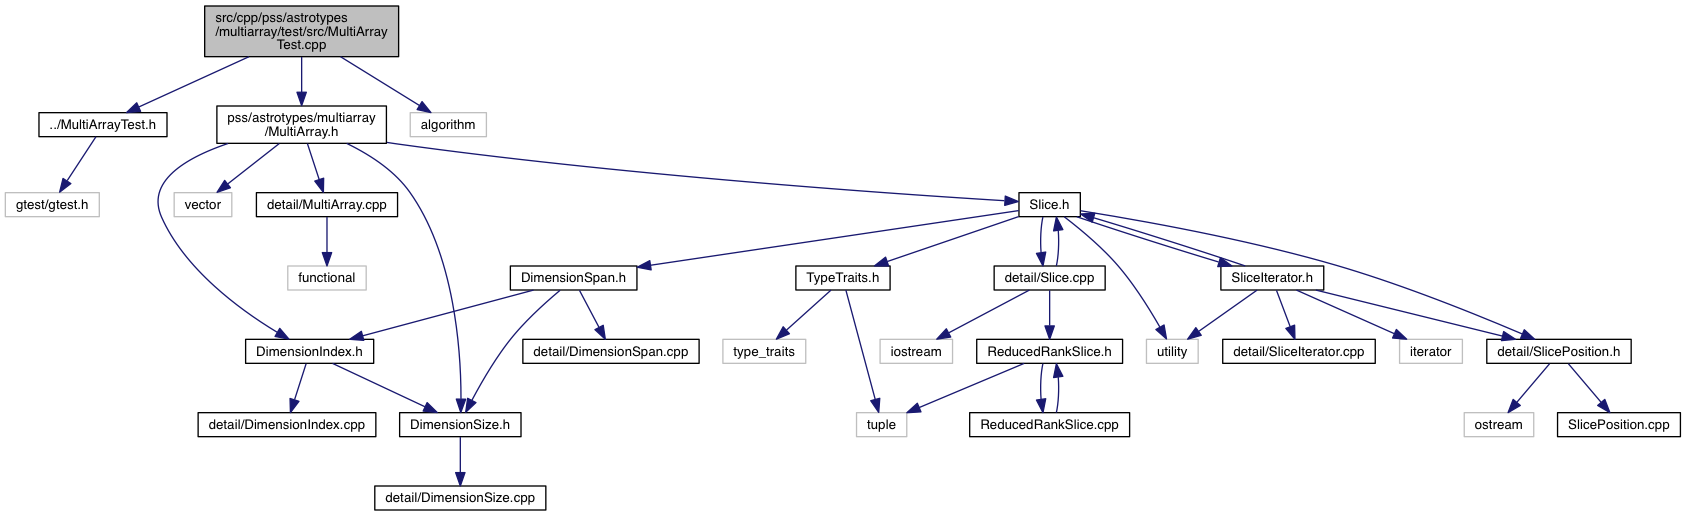 src/cpp/pss/astrotypes
/multiarray/test/src/MultiArray
Test.cpp
../MultiArrayTest.h
pss/astrotypes/multiarray
/MultiArray.h
algorithm
gtest/gtest.h
vector
detail/MultiArray.cpp
Slice.h
functional
DimensionSpan.h
TypeTraits.h
detail/Slice.cpp
SliceIterator.h
DimensionIndex.h
detail/DimensionSpan.cpp
type_traits
iostream
ReducedRankSlice.h
utility
detail/SliceIterator.cpp
iterator
detail/SlicePosition.h
detail/DimensionIndex.cpp
DimensionSize.h
tuple
ReducedRankSlice.cpp
ostream
SlicePosition.cpp
detail/DimensionSize.cpp